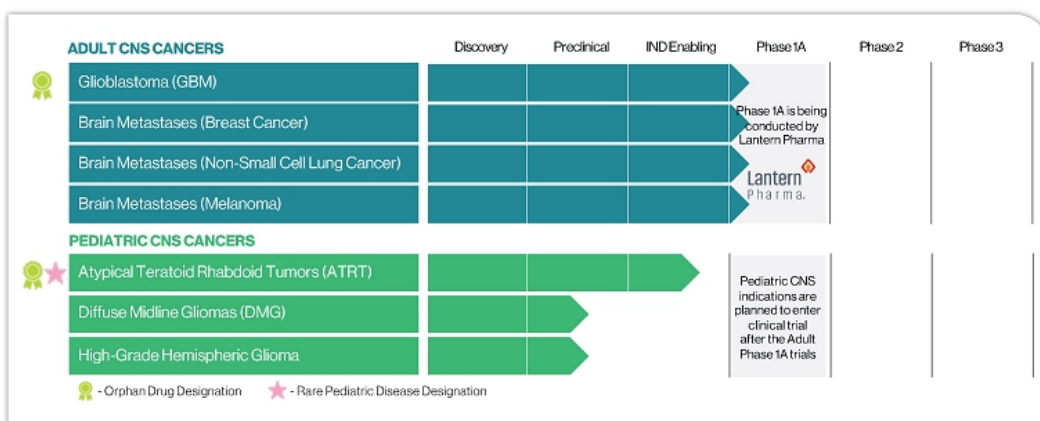 ADULT CNS CANCERS Discovery Preclinical IND Enabling Phase 1A Phase 2 Phase 3
Glioblastoma (GBM)
Brain Metastases (Breast Cancer)
Brain Metastases (Non-Small Cell Lung Cancer)
Brain Metastases (Melanoma)
Phase 1A is being
conducted by
Lantern Pharma
Lantern
Pharma.
PEDIATRIC CNS CANCERS
Atypical Teratoid Rhabdoid Tumors (ATRT)
Diffuse Midline Gliomas (DMG)
High-Grade Hemispheric Glioma
Pediatric CNS
indications are
planned to enter
clinical trial
after the Adult
Phase 1A trials
- Orphan Drug Designation - Rare Pediatric Disease Designation